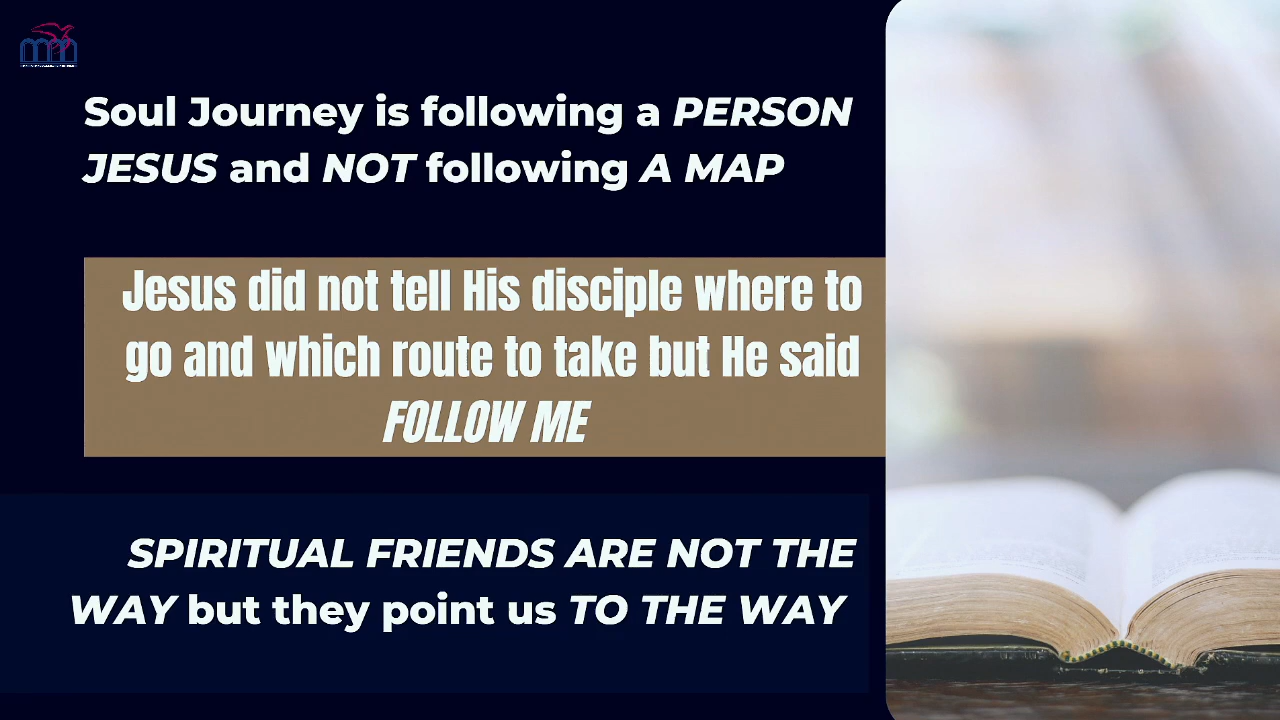 Soul Journey is following a PERSON
JESUS and NOT following A MAP
Jesus did not tell His disciple where to
go and which route to take but He said
FOLLOW ME
SPIRITUAL FRIENDS ARE NOT THE
WAY but they point us TO THE WAY